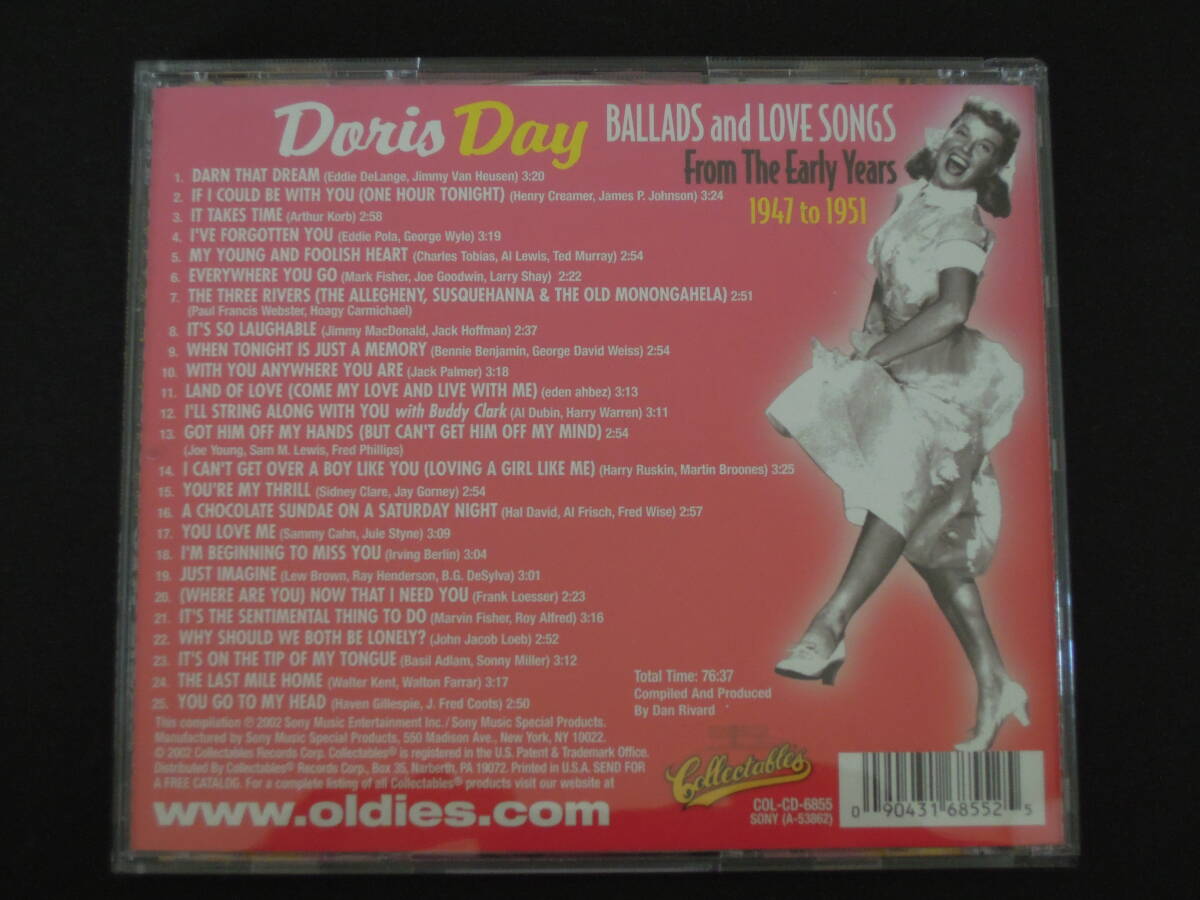 Doris Day BALLADS and LOVE SONGS
From The Early Years
1947 to 1951
1. DARN THAT DREAM (Eddie DeLange, Jimmy Van Heusen) 3:20
2. IF I COULD BE WITH YOU (ONE HOUR TONIGHT) (Henry Creamer, James P. Johnson) 3:24
3. IT TAKES TIME (Arthur Korb) 2:58
4. I'VE FORGOTTEN YOU (Eddie Pola, George Wyle) 3:19
5. MY YOUNG AND FOOLISH HEART (Charles Tobias, Al Lewis, Ted Murray) 2:54
6. EVERYWHERE YOU GO (Mark Fisher, Joe Goodwin, Larry Shay) 2:22
7. THE THREE RIVERS (THE ALLEGHENY, SUSQUEHANNA & THE OLD MONONGAHELA) 2:51
(Paul Francis Webster, Hoagy Carmichael)
8. IT'S SO LAUGHABLE (Jimmy MacDonald, Jack Hoffman) 2:37
9. WHEN TONIGHT IS JUST A MEMORY (Bennie Benjamin, George David Weiss) 2:54
10. WITH YOU ANYWHERE YOU ARE (Jack Palmer) 3:18
11. LAND OF LOVE (COME MY LOVE AND LIVE WITH ME) (eden ahbez) 3:13
12. I'LL STRING ALONG WITH YOU with Buddy Clark (Al Dubin, Harry Warren) 3:11
13. GOT HIM OFF MY HANDS (BUT CAN'T GET HIM OFF MY MIND) 2:54
(Joe Young, Sam M. Lewis, Fred Phillips)
14. I CAN'T GET OVER A BOY LIKE YOU (LOVING A GIRL LIKE ME) (Harry Ruskin, Martin Broones) 3:25
15. YOU'RE MY THRILL (Sidney Clare, Jay Gorney) 2:54
16. A CHOCOLATE SUNDAE ON A SATURDAY NIGHT (Hal David, Al Frisch, Fred Wise) 2:57
17. YOU LOVE ME (Sammy Cahn, Jule Styne) 3:09
18. I'M BEGINNING TO MISS YOU (Irving Berlin) 3:04
19. JUST IMAGINE (Lew Brown, Ray Henderson, B.G. DeSylva) 3:01
20. (WHERE ARE YOU) NOW THAT I NEED YOU (Frank Loesser) 2:23
21. IT'S THE SENTIMENTAL THING TO DO (Marvin Fisher, Roy Alfred) 3:16
22. WHY SHOULD WE BOTH BE LONELY? (John Jacob Loeb) 2:52
23. IT'S ON THE TIP OF MY TONGUE (Basil Adlam, Sonny Miller) 3:12
24. THE LAST MILE HOME (Walter Kent, Walton Farrar) 3:17
25. YOU GO TO MY HEAD (Haven Gillespie, J. Fred Coots) 2:50
Total Time: 76:37
Compiled And Produced
By Dan Rivard
This compilation ℗ 2002 Sony Music Entertainment Inc./ Sony Music Special Products.
Manufactured by Sony Music Special Products, 550 Madison Ave., New York, NY 10022.
© 2002 Collectables Records Corp. Collectables® is registered in the U.S. Patent & Trademark Office.
Distributed By Collectables® Records Corp., Box 35, Narberth, PA 19072. Printed in U.S.A. SEND FOR
A FREE CATALOG. For a complete listing of all Collectables® products visit our website at
www.oldies.com
Collectables
COL-CD-6855
SONY (A-53862)
0 90431 68552 5